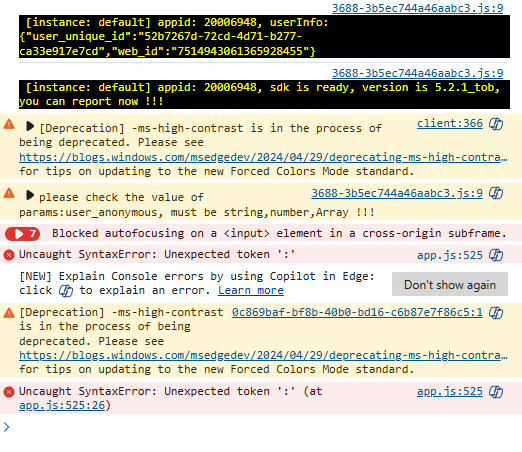 3688-3b5ec744a46aabc3.js:9
[instance: default] appid: 20006948, userInfo:
{"user_unique_id":"52b7267d-72cd-4d71-b277-
ca33e917e7cd","web_id":"7514943061365928455"}
3688-3b5ec744a46aabc3.js:9
[instance: default] appid: 20006948, sdk is ready, version is 5.2.1_tob,
you can report now !!!
[Deprecation] -ms-high-contrast is in the process of client:366
being deprecated. Please see
https://blogs.windows.com/msedgedev/2024/04/29/deprecating-ms-high-contra…
for tips on updating to the new Forced Colors Mode standard.
please check the value of 3688-3b5ec744a46aabc3.js:9
params:user_anonymous, must be string,number,Array !!!
7 Blocked autofocusing on a <input> element in a cross-origin subframe.
Uncaught SyntaxError: Unexpected token ':' app.js:525
[NEW] Explain Console errors by using Copilot in Edge:
click to explain an error. Learn more
Don't show again
[Deprecation] -ms-high-contrast 0c869baf-bf8b-40b0-bd16-c6b87e7f86c5:1
is in the process of being
deprecated. Please see
https://blogs.windows.com/msedgedev/2024/04/29/deprecating-ms-high-contra…
for tips on updating to the new Forced Colors Mode standard.
Uncaught SyntaxError: Unexpected token ':' (at app.js:525
app.js:525:26)